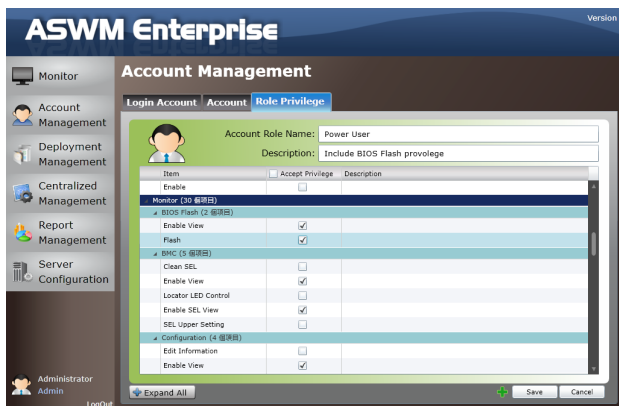 ASWM Enterprise
Version
Monitor
Account
Management
Deployment
Management
Centralized
Management
Report
Management
Server
Configuration
Administrator
Admin
LogOut
Account Management
Login Account Account Role Privilege
Account Role Name: Power User
Description: Include BIOS Flash provolege
Item Accept Privilege Description
Enable
Monitor (30 個項目)
BIOS Flash (2 個項目)
Enable View
Flash
BMC (5 個項目)
Clean SEL
Enable View
Locator LED Control
Enable SEL View
SEL Upper Setting
Configuration (4 個項目)
Edit Information
Enable View
Expand All
Save Cancel